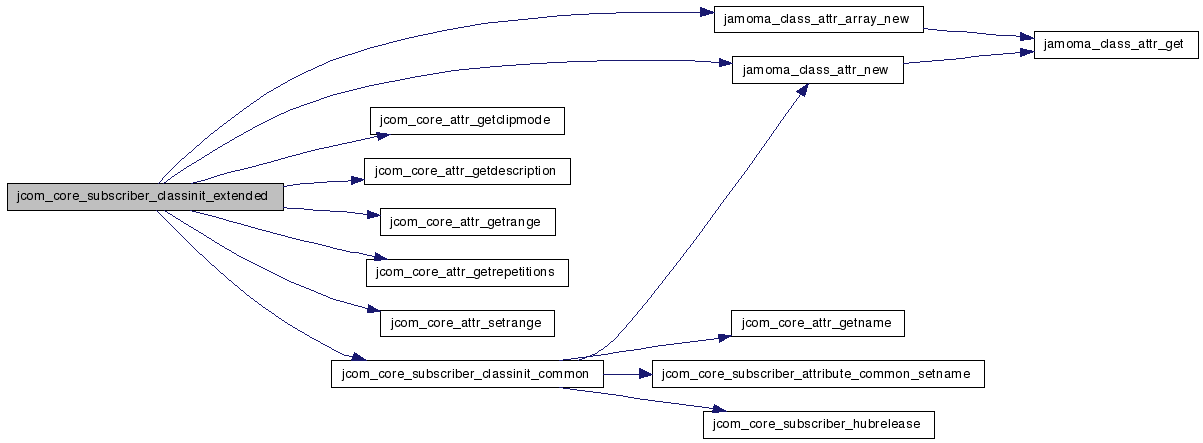 jamoma_class_attr_array_new
jamoma_class_attr_get
jamoma_class_attr_new
jcom_core_attr_getclipmode
jcom_core_attr_getdescription
jcom_core_subscriber_classinit_extended
jcom_core_attr_getrange
jcom_core_attr_getrepetitions
jcom_core_attr_setrange
jcom_core_attr_getname
jcom_core_subscriber_classinit_common
jcom_core_subscriber_attribute_common_setname
jcom_core_subscriber_hubrelease